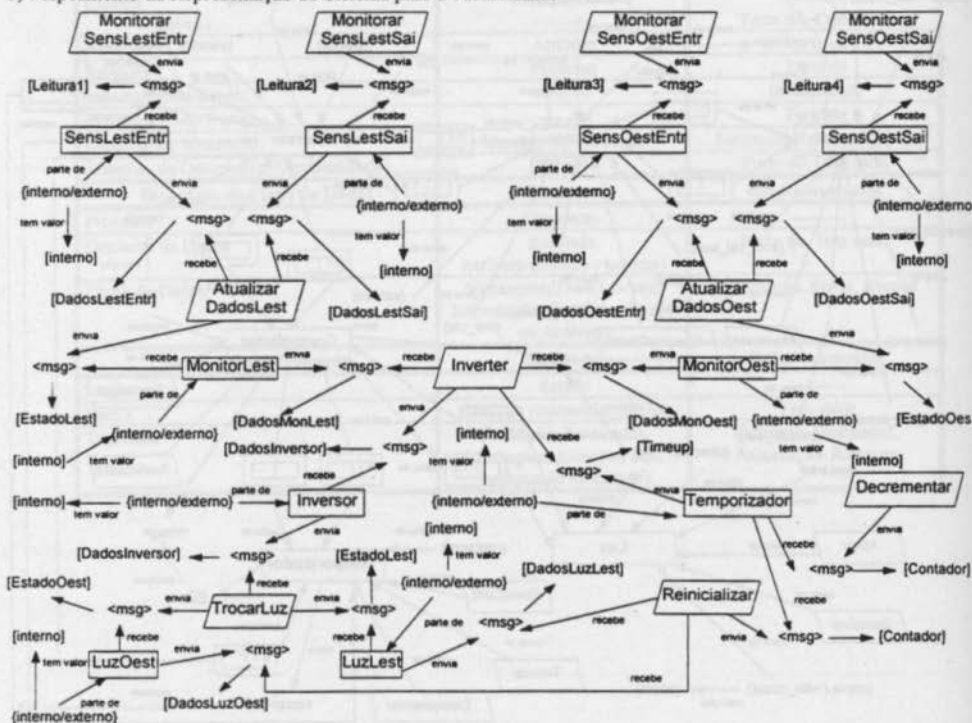 Monitorar SensLestEntr
Monitorar SensLestSai
Monitorar SensOestEntr
Monitorar SensOestSai
envia
envia
envia
envia
[Leitura1] <msg>
[Leitura2] <msg>
[Leitura3] <msg>
[Leitura4] <msg>
recebe
recebe
recebe
recebe
SensLestEntr
SensLestSai
SensOestEntr
SensOestSai
parte de
envia
envia
parte de
parte de
envia
envia
parte de
{interno/externo}
{interno/externo}
{interno/externo}
{interno/externo}
<msg>
<msg>
<msg>
<msg>
tem valor
tem valor
tem valor
tem valor
[interno]
[interno]
[interno]
[interno]
recebe
recebe
recebe
recebe
[DadosLestEntr]
Atualizar DadosLest
[DadosLestSai]
[DadosOestEntr]
Atualizar DadosOest
[DadosOestSai]
envia
envia
<msg>
recebe
MonitorLest
envia
<msg>
recebe
Inverter
recebe
<msg>
envia
MonitorOest
recebe
<msg>
parte de
parte de
[EstadoLest]
{interno/externo}
[DadosMonLest]
envia
[DadosMonOest]
{interno/externo}
[EstadoOes
[interno]
tem valor
[DadosInversor]
<msg>
[interno]
recebe
[Timeup]
tem valor
[interno]
recebe
tem valor
<msg>
Decrementar
[interno]
tem valor
{interno/externo}
parte de
Inversor
{interno/externo}
envia
Temporizador
parte de
envia
[interno]
envia
[DadosInversor]
<msg>
[EstadoLest]
tem valor
recebe
<msg>
[Contador]
[EstadoOest]
recebe
{interno/externo}
[DadosLuzLest]
<msg>
envia
TrocarLuz
envia
<msg>
parte de
<msg>
recebe
Reinicializar
recebe
[interno]
recebe
<msg>
recebe
envia
<msg>
[Contador]
tem valor
LuzOest
envia
LuzLest
envia
recebe
parte de
[DadosLuzOest]
{interno/externo}